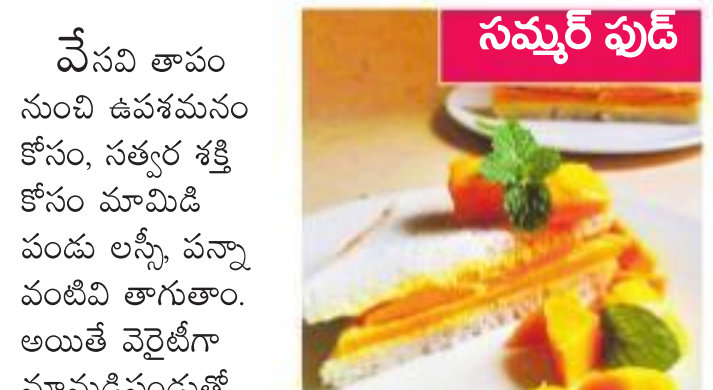 సమ్మర్ ఫుడ్
వేసవి తాపం
నుంచి ఉపశమనం
కోసం, సత్వర శక్తి
కోసం మామిడి
పండు లస్సీ, పన్నా
వంటివి తాగుతాం.
అయితే వెరైటీగా
మామిడిపండుతో